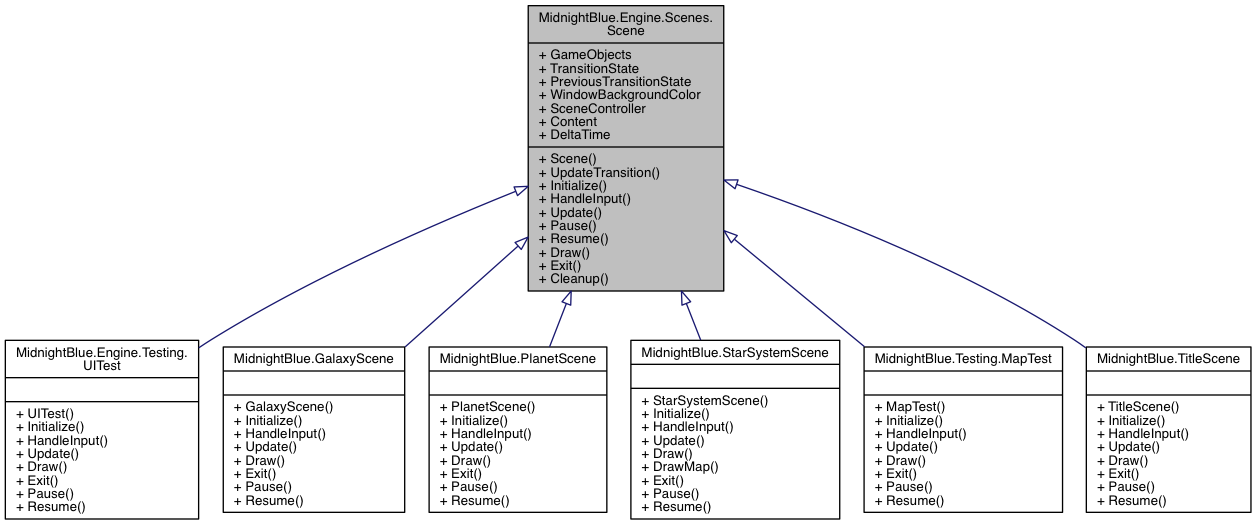 MidnightBlue.Engine.Scenes.
Scene
+ GameObjects
+ TransitionState
+ PreviousTransitionState
+ WindowBackgroundColor
+ SceneController
+ Content
+ DeltaTime
+ Scene()
+ UpdateTransition()
+ Initialize()
+ HandleInput()
+ Update()
+ Pause()
+ Resume()
+ Draw()
+ Exit()
+ Cleanup()
MidnightBlue.Engine.Testing.
UITest
+ UITest()
+ Initialize()
+ HandleInput()
+ Update()
+ Draw()
+ Exit()
+ Pause()
+ Resume()
MidnightBlue.GalaxyScene
+ GalaxyScene()
+ Initialize()
+ HandleInput()
+ Update()
+ Draw()
+ Exit()
+ Pause()
+ Resume()
MidnightBlue.PlanetScene
+ PlanetScene()
+ Initialize()
+ HandleInput()
+ Update()
+ Draw()
+ Exit()
+ Pause()
+ Resume()
MidnightBlue.StarSystemScene
+ StarSystemScene()
+ Initialize()
+ HandleInput()
+ Update()
+ Draw()
+ DrawMap()
+ Exit()
+ Pause()
+ Resume()
MidnightBlue.Testing.MapTest
+ MapTest()
+ Initialize()
+ HandleInput()
+ Update()
+ Draw()
+ Exit()
+ Pause()
+ Resume()
MidnightBlue.TitleScene
+ TitleScene()
+ Initialize()
+ HandleInput()
+ Update()
+ Draw()
+ Exit()
+ Pause()
+ Resume()